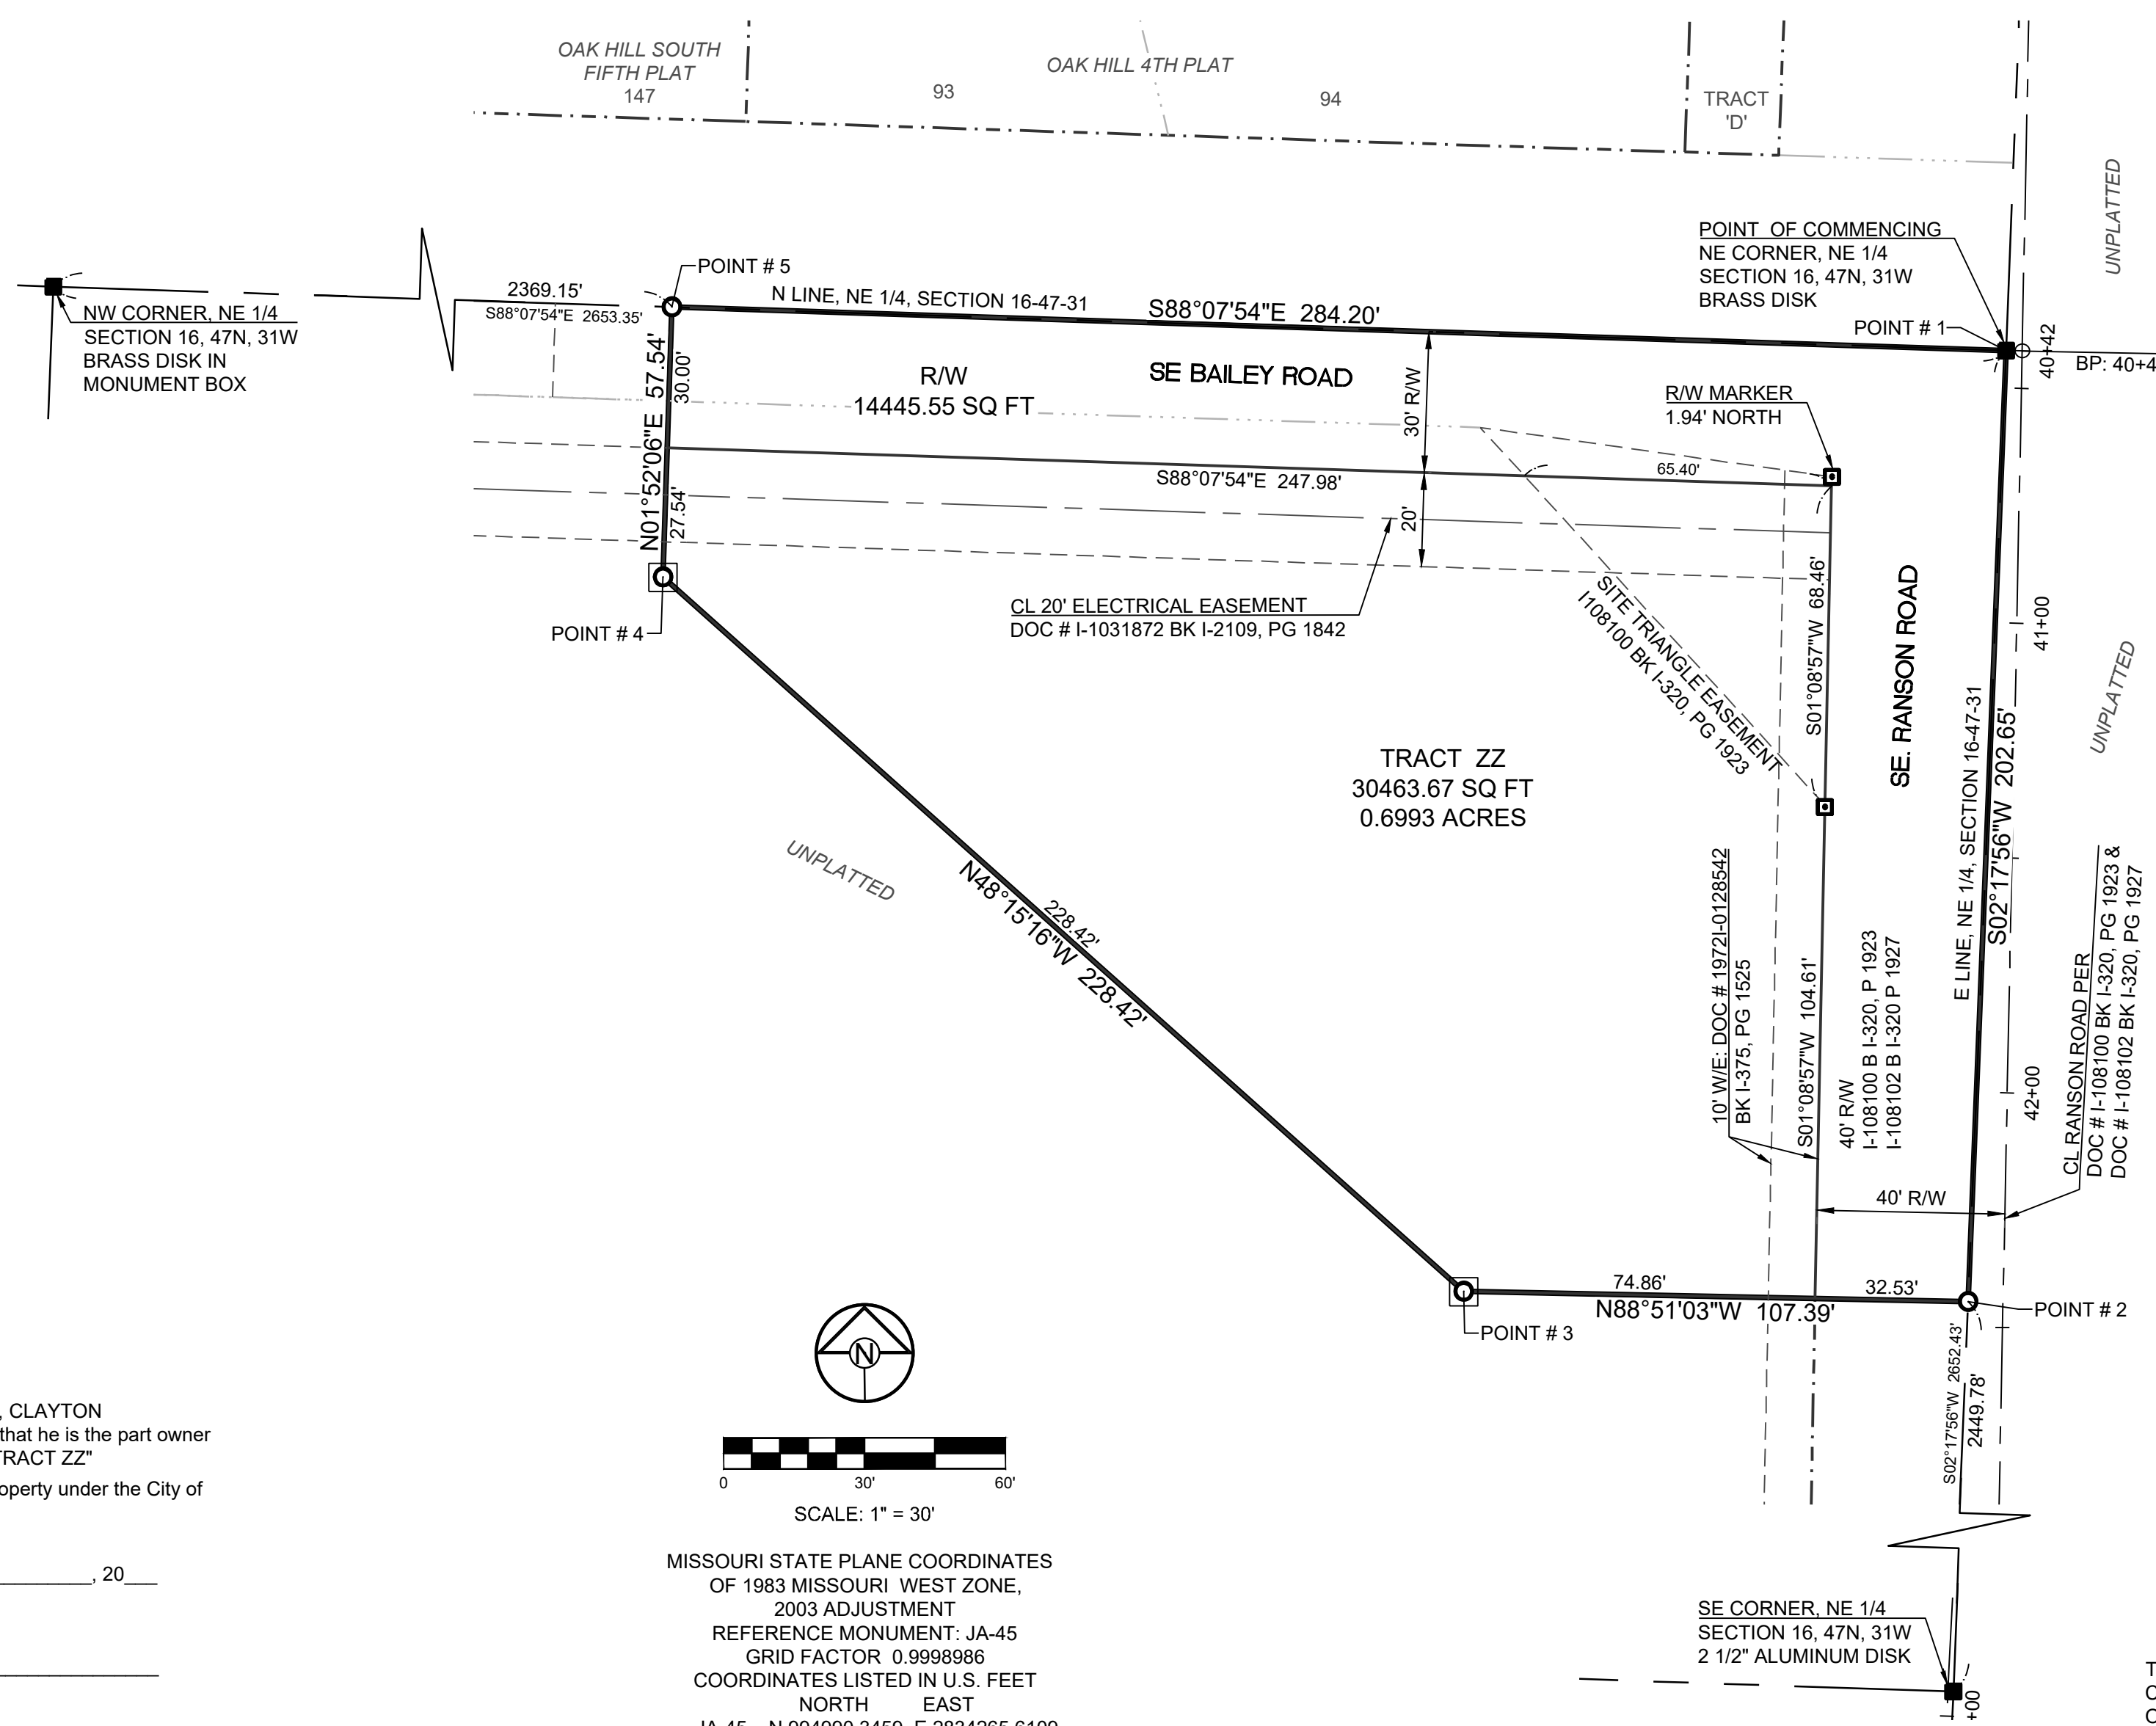 OAK HILL SOUTH
FIFTH PLAT
147
93
OAK HILL 4TH PLAT
94
TRACT
'D'
UNPLATTED
POINT OF COMMENCING
NE CORNER, NE 1/4
SECTION 16, 47N, 31W
BRASS DISK
POINT # 1
40+42
BP: 40+4
NW CORNER, NE 1/4
SECTION 16, 47N, 31W
BRASS DISK IN
MONUMENT BOX
2369.15'
S88°07'54"E 2653.35'
POINT # 5
N LINE, NE 1/4, SECTION 16-47-31
S88°07'54"E 284.20'
R/W
14445.55 SQ FT
SE BAILEY ROAD
30' R/W
R/W MARKER
1.94' NORTH
N01°52'06"E 57.54'
30.00'
27.54'
S88°07'54"E 247.98'
65.40'
20'
POINT # 4
CL 20' ELECTRICAL EASEMENT
DOC # I-1031872 BK I-2109, PG 1842
SITE TRIANGLE EASEMENT
I108100 BK I-320, PG 1923
S01°08'57"W 68.46'
SE. RANSON ROAD
41+00
UNPLATTED
E LINE, NE 1/4, SECTION 16-47-31
S02°17'56"W 202.65'
TRACT ZZ
30463.67 SQ FT
0.6993 ACRES
UNPLATTED
228.42'
N48°15'16"W 228.42'
10' W/E: DOC # 1972I-0128542
BK I-375, PG 1525
S01°08'57"W 104.61'
40' R/W
I-108100 B I-320, P 1923
I-108102 B I-320 P 1927
42+00
CL RANSON ROAD PER
DOC # I-108100 BK I-320, PG 1923 &
DOC # I-108102 BK I-320, PG 1927
40' R/W
74.86'
32.53'
N88°51'03"W 107.39'
POINT # 2
POINT # 3
S02°17'56"W 2652.43'
2449.78'
N
0 30' 60'
SCALE: 1" = 30'
, CLAYTON
that he is the part owner
TRACT ZZ"
operty under the City of
, 20___
MISSOURI STATE PLANE COORDINATES
OF 1983 MISSOURI WEST ZONE,
2003 ADJUSTMENT
REFERENCE MONUMENT: JA-45
GRID FACTOR 0.9998986
COORDINATES LISTED IN U.S. FEET
NORTH EAST
SE CORNER, NE 1/4
SECTION 16, 47N, 31W
2 1/2" ALUMINUM DISK
+00